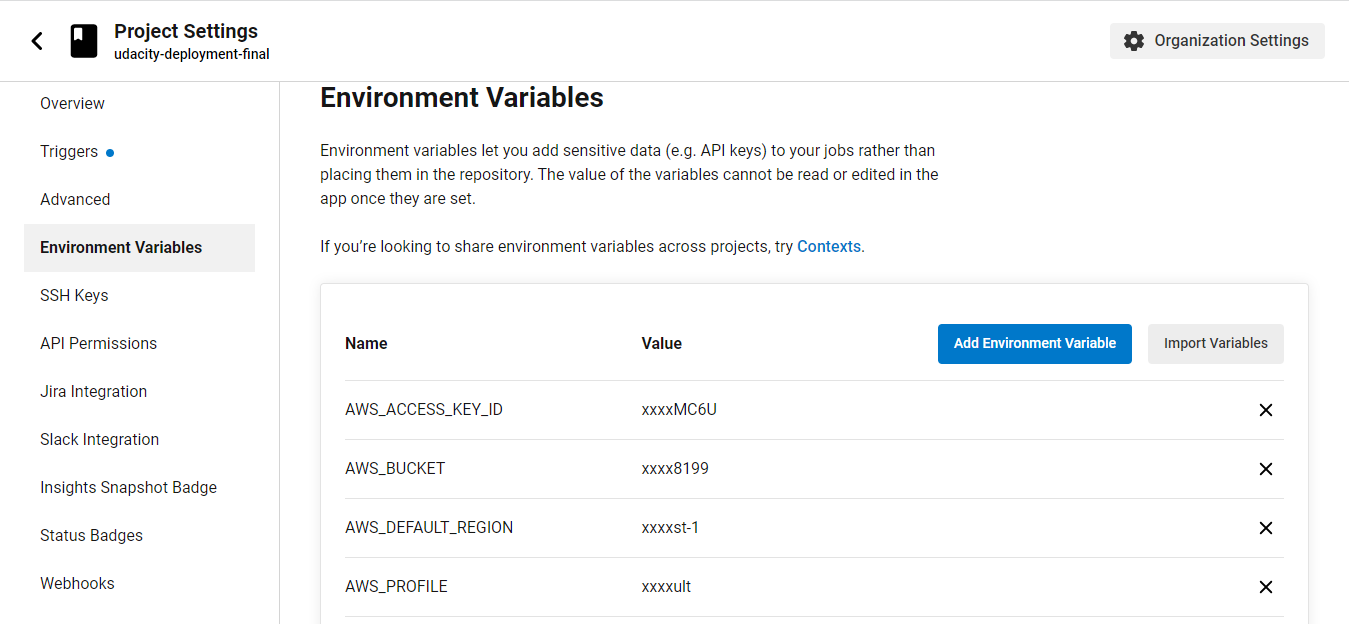 Project Settings
udacity-deployment-final
Organization Settings
Overview
Triggers
Advanced
Environment Variables
SSH Keys
API Permissions
Jira Integration
Slack Integration
Insights Snapshot Badge
Status Badges
Webhooks
Environment Variables
Environment variables let you add sensitive data (e.g. API keys) to your jobs rather than
placing them in the repository. The value of the variables cannot be read or edited in the
app once they are set.
If you’re looking to share environment variables across projects, try Contexts.
Name Value Add Environment Variable Import Variables
AWS_ACCESS_KEY_ID xxxxMC6U
AWS_BUCKET xxxx8199
AWS_DEFAULT_REGION xxxxst-1
AWS_PROFILE xxxxult